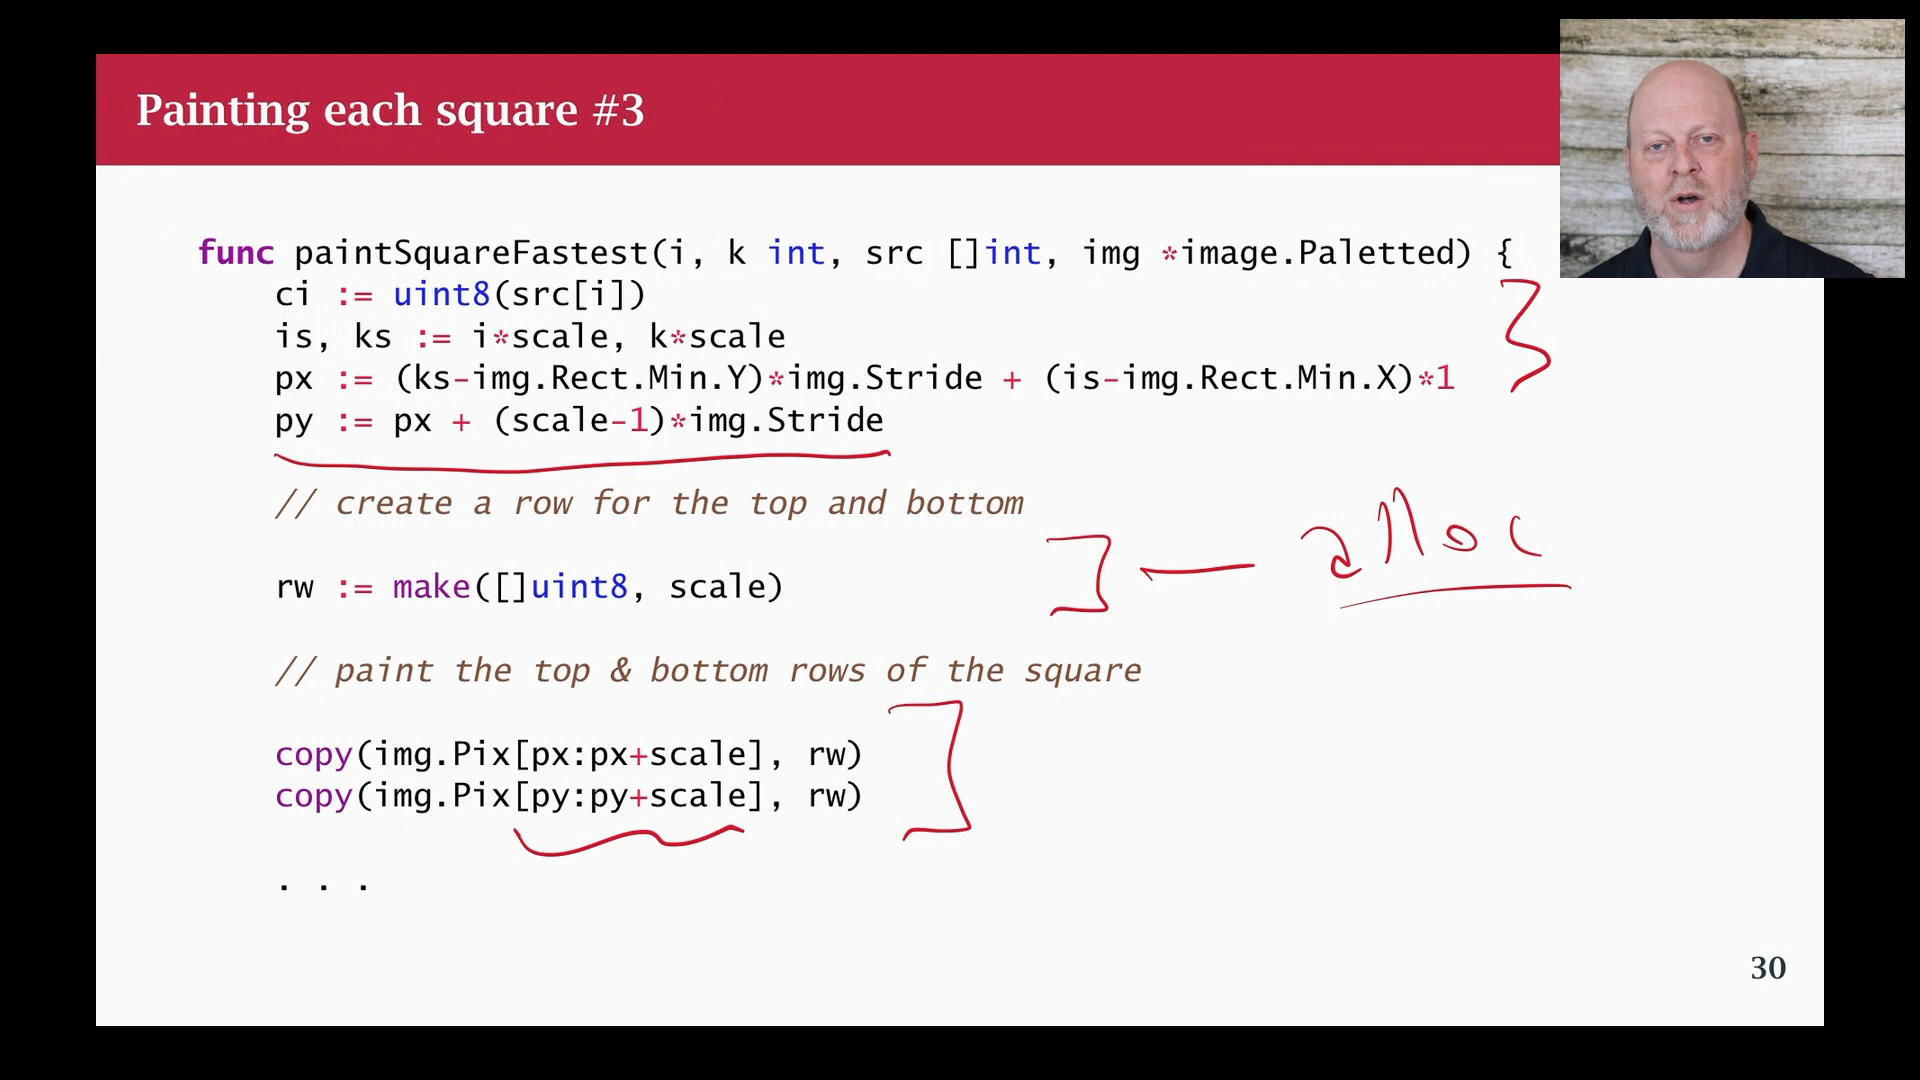 Painting each square #3
func paintSquareFastest(i, k int, src []int, img *image.Paletted) {
ci := uint8(src[i])
is, ks := i*scale, k*scale
px := (ks-img.Rect.Min.Y)*img.Stride + (is-img.Rect.Min.X)*1
py := px + (scale-1)*img.Stride
// create a row for the top and bottom
alloc
rw := make([]uint8, scale)
// paint the top & bottom rows of the square
copy(img.Pix[px:px+scale], rw)
copy(img.Pix[py:py+scale], rw)
. . .
30